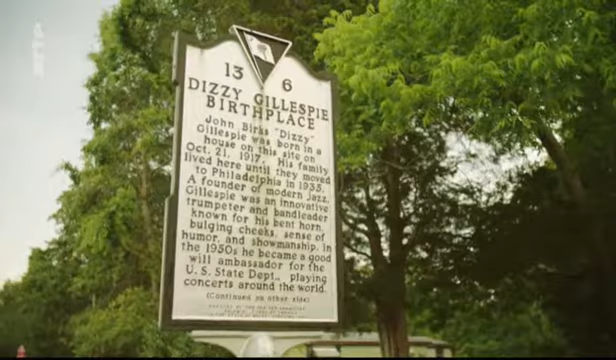 arte
13 6
DIZZY GILLESPIE
BIRTHPLACE
John Birks "Dizzy"
Gillespie was born in a
house on this site on
Oct. 21, 1917. His family
lived here until they moved
to Philadelphia in 1935.
A founder of modern jazz,
Gillespie was an innovative
trumpeter and bandleader
known for his bent horn,
bulging cheeks, sense of
humor, and showmanship. In
the 1950s he became a good
will ambassador for the
U.S. State Dept., playing
concerts around the world.
(Continued on other side)